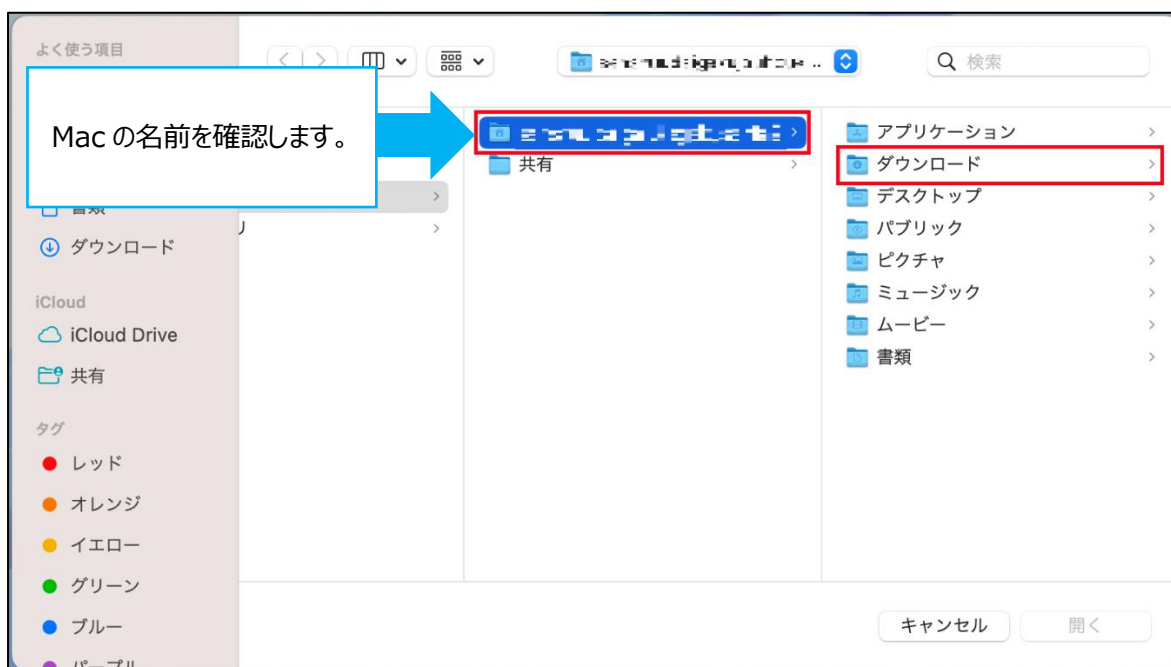 よく使う項目
検索
Mac の名前を確認します。
ダウンロード
iCloud
iCloud Drive
共有
タグ
レッド
オレンジ
イエロー
グリーン
ブルー
共有
アプリケーション
ダウンロード
デスクトップ
パブリック
ピクチャ
ミュージック
ムービー
書類
キャンセル
開く